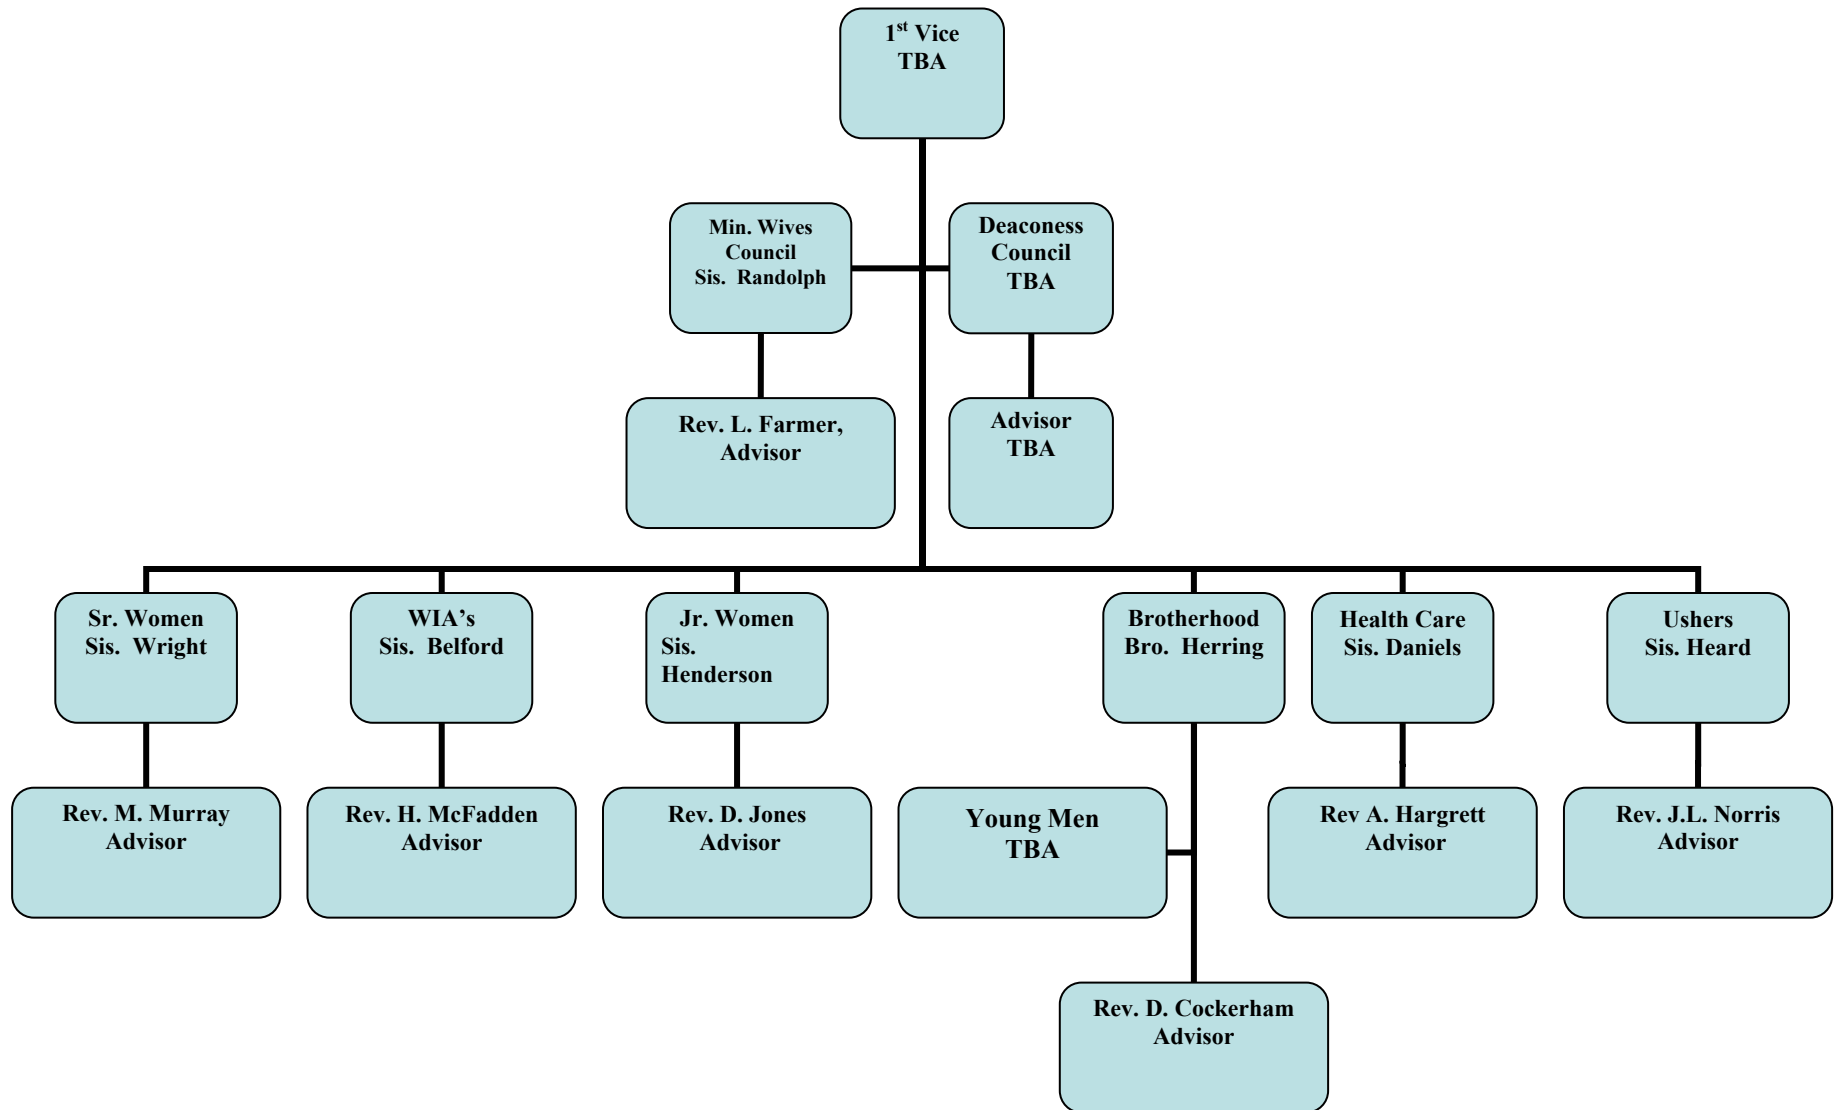 1st Vice
TBA
Min. Wives
Council
Sis. Randolph
Deaconess
Council
TBA
Rev. L. Farmer,
Advisor
Advisor
TBA
Sr. Women
Sis. Wright
WIA’s
Sis. Belford
Jr. Women
Sis.
Henderson
Brotherhood
Bro. Herring
Health Care
Sis. Daniels
Ushers
Sis. Heard
Rev. M. Murray
Advisor
Rev. H. McFadden
Advisor
Rev. D. Jones
Advisor
Young Men
TBA
Rev A. Hargrett
Advisor
Rev. J.L. Norris
Advisor
Rev. D. Cockerham
Advisor